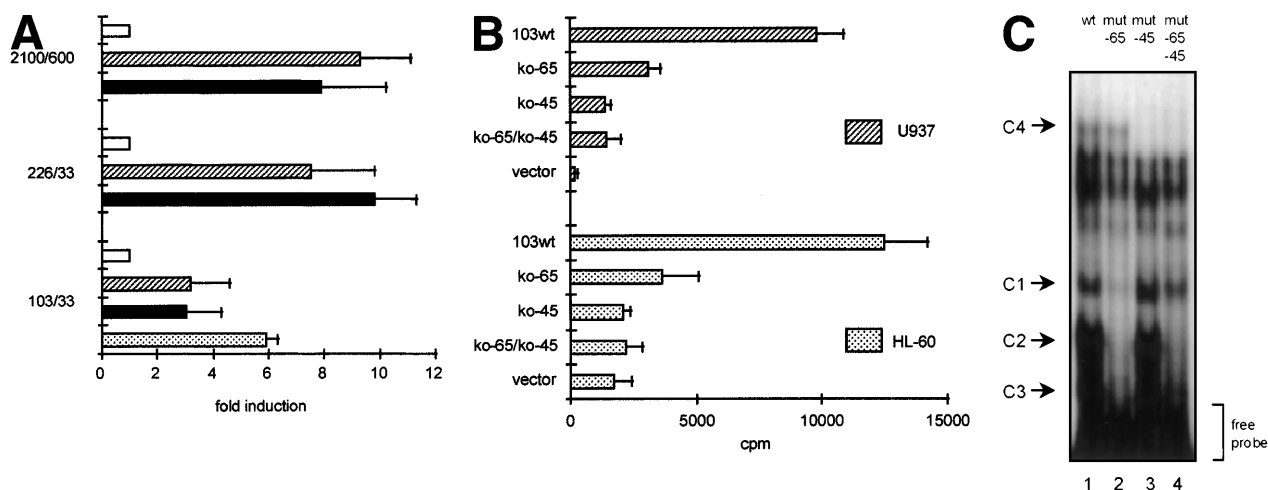 A
2100/600
226/33
103/33
0 2 4 6 8 10 12
fold induction
B
103wt
ko-65
ko-45
ko-65/ko-45
vector
U937
103wt
ko-65
ko-45
ko-65/ko-45
vector
HL-60
0 5000 10000 15000
cpm
C
wt mut mut mut
-65 -45 -65
-45
C4
C1
C2
C3
free
probe
1 2 3 4